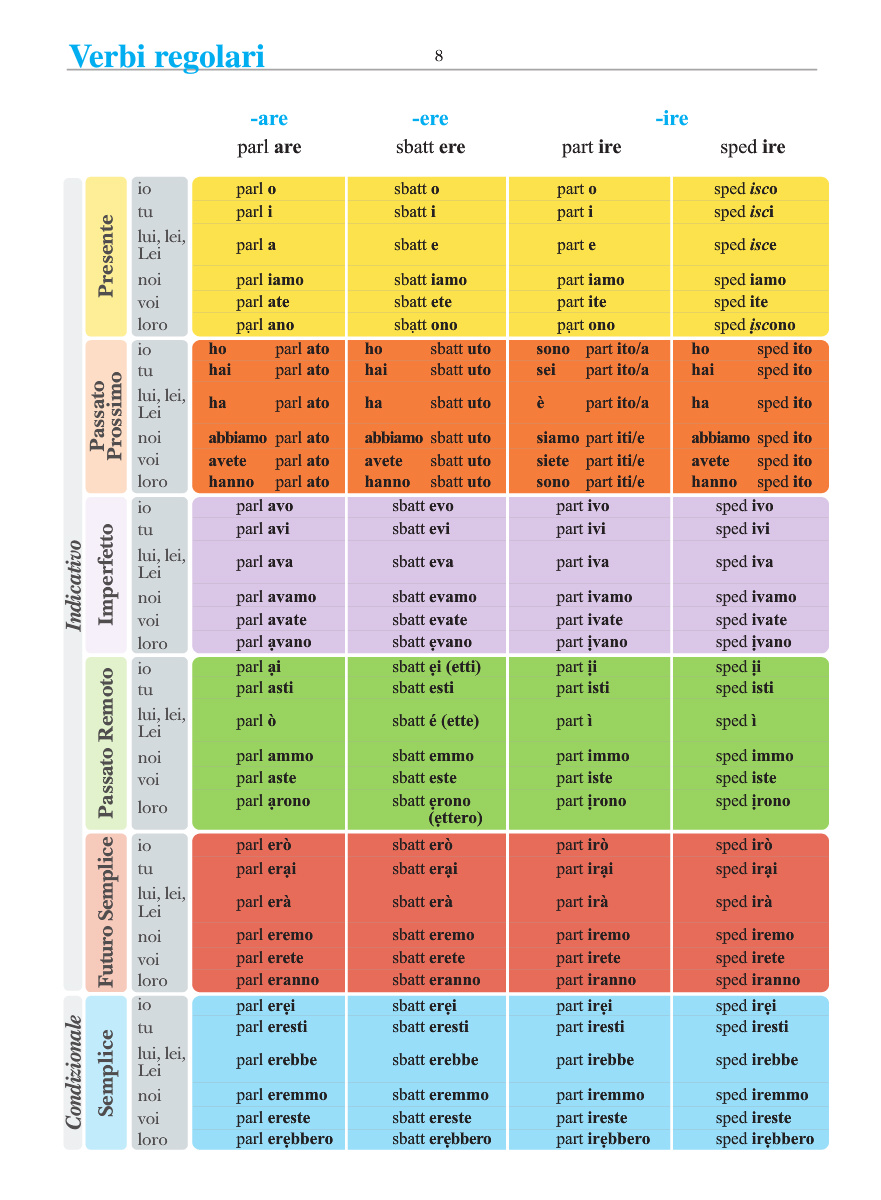 Verbi regolari 8
-are -ere -ire
parl are sbatt ere part ire sped ire
Indicativo
Presente
io parl o sbatt o part o sped isco
tu parl i sbatt i part i sped isci
lui, lei, Lei parl a sbatt e part e sped isce
noi parl iamo sbatt iamo part iamo sped iamo
voi parl ate sbatt ete part ite sped ite
loro pạrl ano sbạtt ono pạrt ono sped ịscono
Passato Prossimo
io ho parl ato ho sbatt uto sono part ito/a ho sped ito
tu hai parl ato hai sbatt uto sei part ito/a hai sped ito
lui, lei, Lei ha parl ato ha sbatt uto è part ito/a ha sped ito
noi abbiamo parl ato abbiamo sbatt uto siamo part iti/e abbiamo sped ito
voi avete parl ato avete sbatt uto siete part iti/e avete sped ito
loro hanno parl ato hanno sbatt uto sono part iti/e hanno sped ito
Imperfetto
io parl avo sbatt evo part ivo sped ivo
tu parl avi sbatt evi part ivi sped ivi
lui, lei, Lei parl ava sbatt eva part iva sped iva
noi parl avamo sbatt evamo part ivamo sped ivamo
voi parl avate sbatt evate part ivate sped ivate
loro parl ạvano sbatt ẹvano part ịvano sped ịvano
Passato Remoto
io parl ại sbatt ẹi (etti) part ịi sped ịi
tu parl asti sbatt esti part isti sped isti
lui, lei, Lei parl ò sbatt é (ette) part ì sped ì
noi parl ammo sbatt emmo part immo sped immo
voi parl aste sbatt este part iste sped iste
loro parl ạrono sbatt ẹrono (ẹttero) part ịrono sped ịrono
Futuro Semplice
io parl erò sbatt erò part irò sped irò
tu parl erại sbatt erại part irại sped irại
lui, lei, Lei parl erà sbatt erà part irà sped irà
noi parl eremo sbatt eremo part iremo sped iremo
voi parl erete sbatt erete part irete sped irete
loro parl eranno sbatt eranno part iranno sped iranno
Condizionale
Semplice
io parl erẹi sbatt erẹi part irẹi sped irẹi
tu parl eresti sbatt eresti part iresti sped iresti
lui, lei, Lei parl erebbe sbatt erebbe part irebbe sped irebbe
noi parl eremmo sbatt eremmo part iremmo sped iremmo
voi parl ereste sbatt ereste part ireste sped ireste
loro parl erẹbbero sbatt erẹbbero part irẹbbero sped irẹbbero